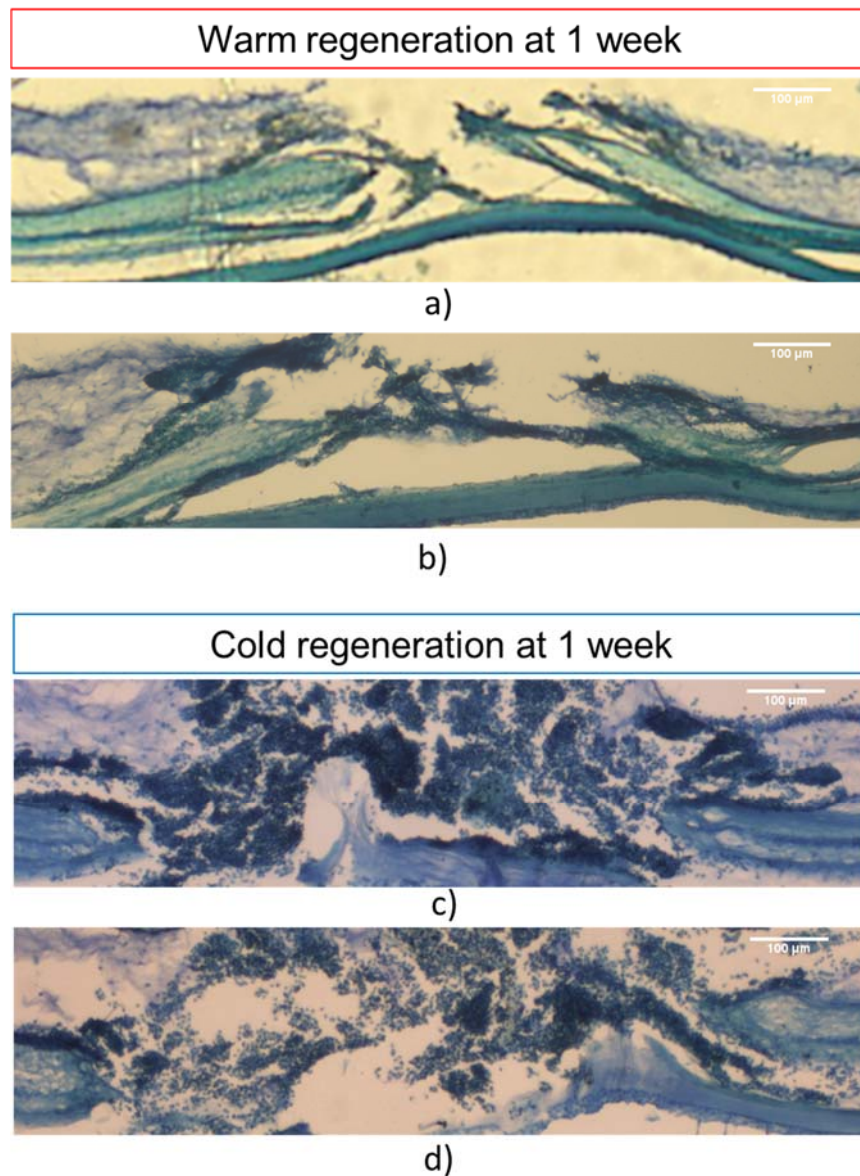 Warm regeneration at 1 week
100 µm
a)
100 µm
b)
Cold regeneration at 1 week
100 µm
c)
100 µm
d)